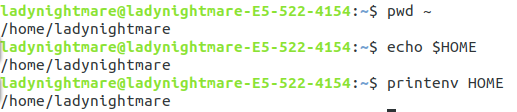 ladynightmare@ladynightmare-E5-522-4154:~$ pwd ~
/home/ladynightmare
ladynightmare@ladynightmare-E5-522-4154:~$ echo $HOME
/home/ladynightmare
ladynightmare@ladynightmare-E5-522-4154:~$ printenv HOME
/home/ladynightmare